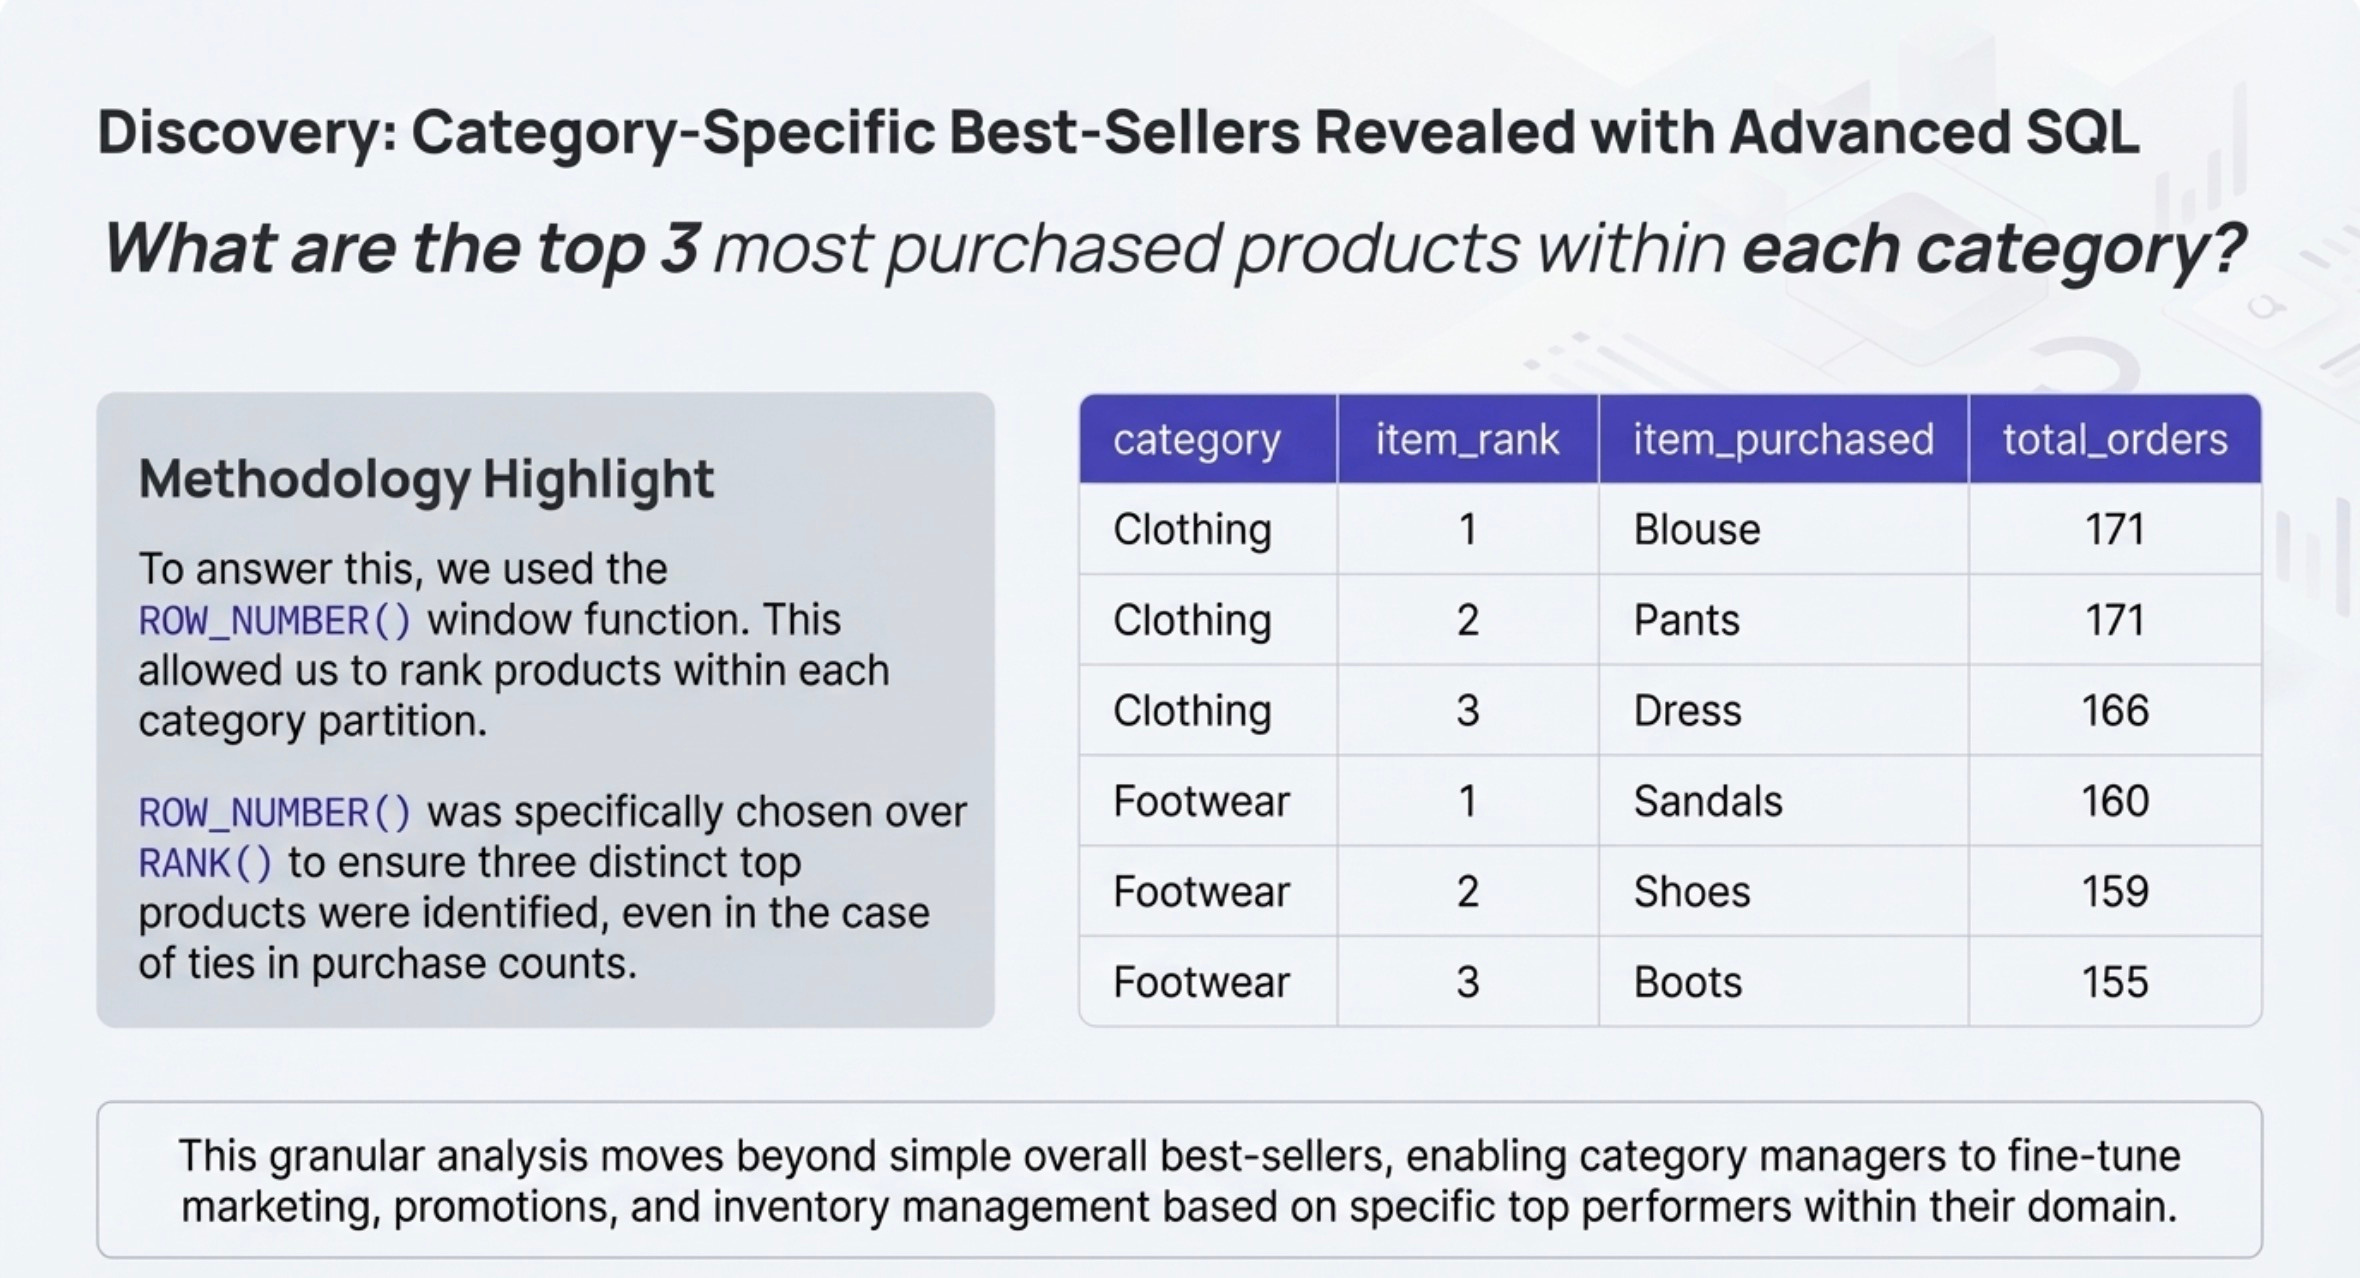 Discovery: Category-Specific Best-Sellers Revealed with Advanced SQL
What are the top 3 most purchased products within each category?
Methodology Highlight
To answer this, we used the
ROW_NUMBER() window function. This
allowed us to rank products within each
category partition.
ROW_NUMBER() was specifically chosen over
RANK() to ensure three distinct top
products were identified, even in the case
of ties in purchase counts.
category item_rank item_purchased total_orders
Clothing 1 Blouse 171
Clothing 2 Pants 171
Clothing 3 Dress 166
Footwear 1 Sandals 160
Footwear 2 Shoes 159
Footwear 3 Boots 155
This granular analysis moves beyond simple overall best-sellers, enabling category managers to fine-tune
marketing, promotions, and inventory management based on specific top performers within their domain.